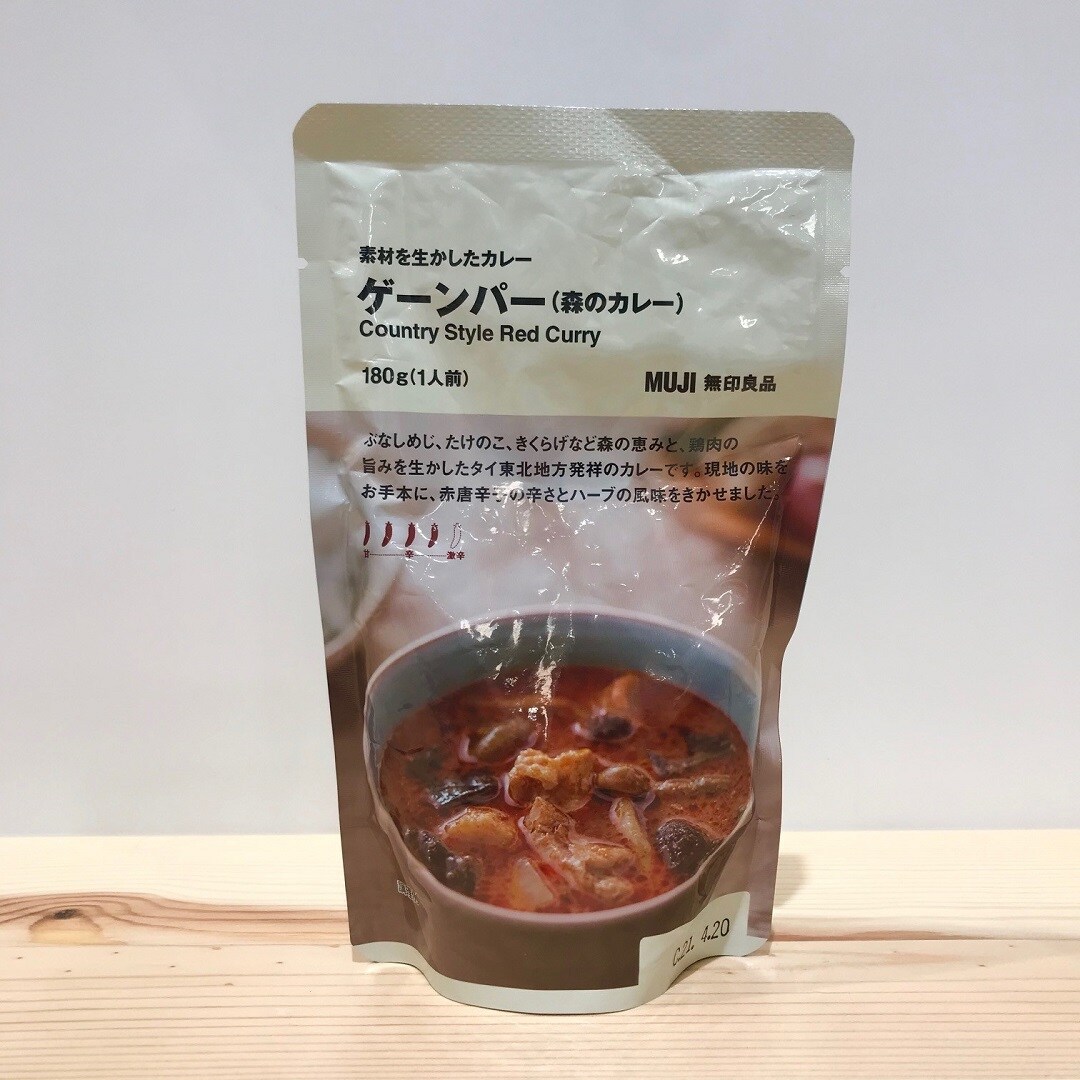 素材を生かしたカレー
ゲーンパー(森のカレー)
Country Style Red Curry
180g(1人前)
MUJI 無印良品
ぶなしめじ、たけのこ、きくらげなど森の恵みと、鶏肉の
旨みを生かしたタイ東北地方発祥のカレーです。現地の味を
お手本に、赤唐辛子の辛さとハーブの風味をきかせました。
甘 辛 激辛
21. 4.20